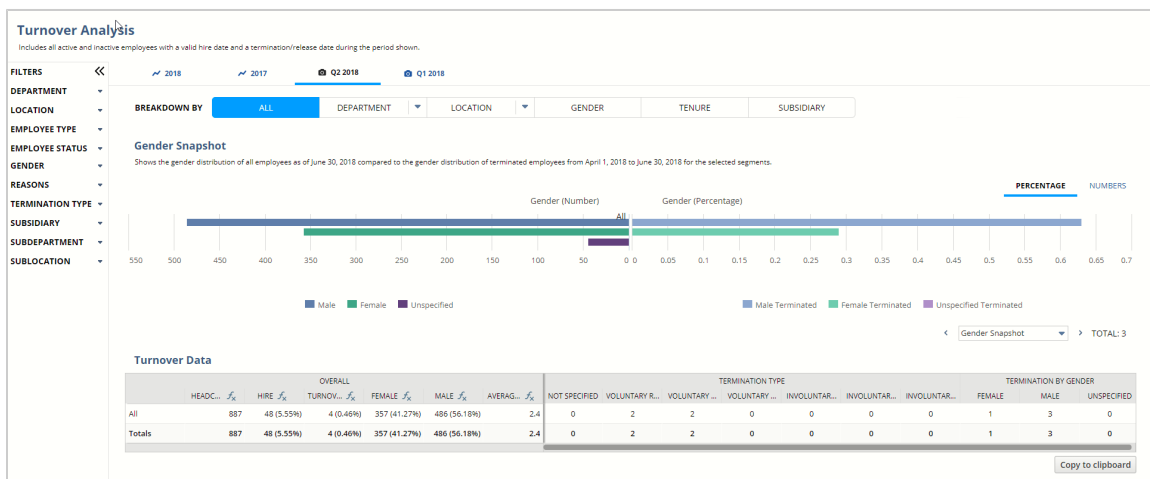 Turnover Analysis
Includes all active and inactive employees with a valid hire date and a termination/release date during the period shown.
FILTERS
DEPARTMENT
LOCATION
EMPLOYEE TYPE
EMPLOYEE STATUS
GENDER
REASONS
TERMINATION TYPE
SUBSIDIARY
SUBDEPARTMENT
SUBLOCATION
2018 2017 Q2 2018 Q1 2018
BREAKDOWN BY ALL DEPARTMENT LOCATION GENDER TENURE SUBSIDIARY
Gender Snapshot
Shows the gender distribution of all employees as of June 30, 2018 compared to the gender distribution of terminated employees from April 1, 2018 to June 30, 2018 for the selected segments.
PERCENTAGE NUMBERS
Gender (Number) Gender (Percentage)
All
550 500 450 400 350 300 250 200 150 100 50 0 0.0 0.05 0.1 0.15 0.2 0.25 0.3 0.35 0.4 0.45 0.5 0.55 0.6 0.65 0.7
Male Female Unspecified Male Terminated Female Terminated Unspecified Terminated
Gender Snapshot TOTAL: 3
Turnover Data
OVERALL TERMINATION TYPE TERMINATION BY GENDER
HEADC... fx HIRE fx TURNOV... fx FEMALE fx MALE fx AVERAG... fx NOT SPECIFIED VOLUNTARY R... VOLUNTARY ... VOLUNTARY ... INVOLUNTAR... INVOLUNTAR... INVOLUNTAR... FEMALE MALE UNSPECIFIED
All 887 48 (5.55%) 4 (0.46%) 357 (41.27%) 486 (56.18%) 2.4 0 2 2 0 0 0 0 1 3 0
Totals 887 48 (5.55%) 4 (0.46%) 357 (41.27%) 486 (56.18%) 2.4 0 2 2 0 0 0 0 1 3 0
Copy to clipboard